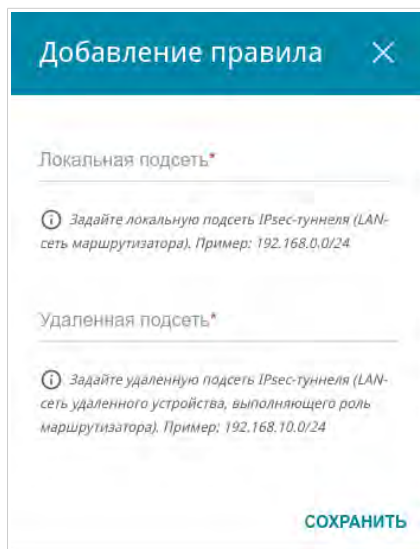 Добавление правила
Локальная подсеть*
Задайте локальную подсеть IPsec-туннеля (LAN-
сеть маршрутизатора). Пример: 192.168.0.0/24
Удаленная подсеть*
Задайте удаленную подсеть IPsec-туннеля (LAN-
сеть удаленного устройства, выполняющего роль
маршрутизатора). Пример: 192.168.10.0/24
СОХРАНИТЬ